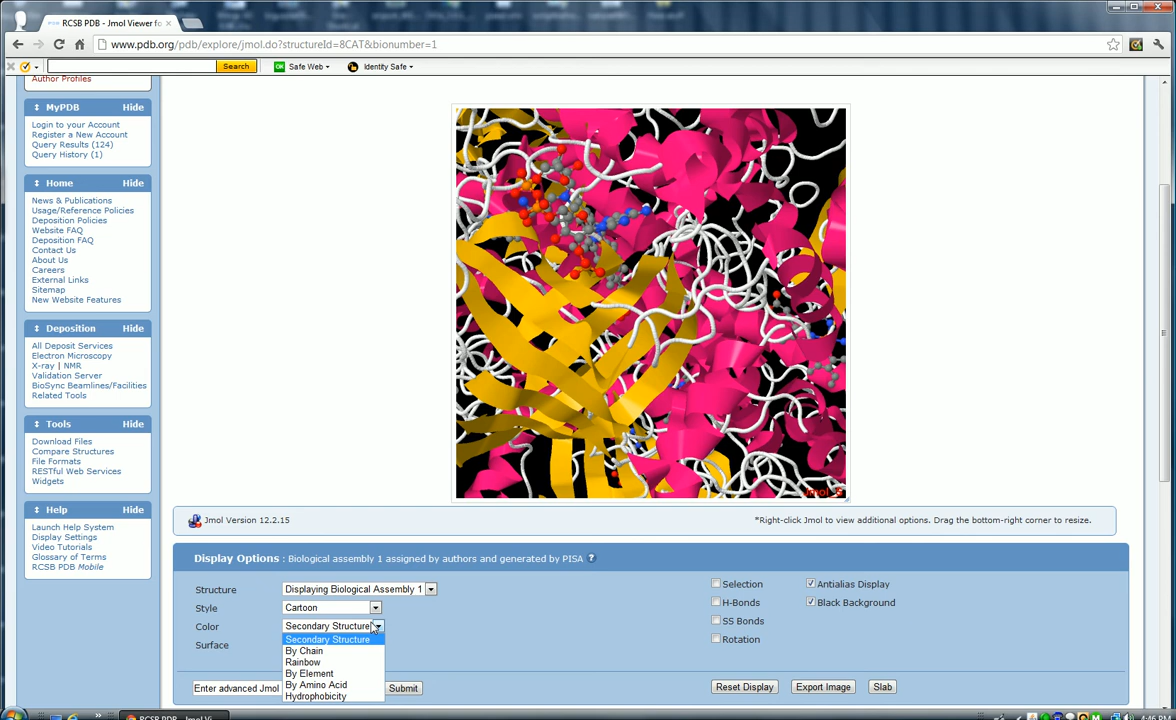 RCSB PDB - Jmol Viewer fo
www.pdb.org/pdb/explore/jmol.do?structureId=8CAT&bionumber=1
Search
OK Safe Web
Identity Safe
Author Profiles
MyPDB Hide
Login to your Account
Register a New Account
Query Results (124)
Query History (1)
Home Hide
News & Publications
Usage/Reference Policies
Deposition Policies
Website FAQ
Deposition FAQ
Contact Us
About Us
Careers
External Links
Sitemap
New Website Features
Deposition Hide
All Deposit Services
Electron Microscopy
X-ray | NMR
Validation Server
BioSync Beamlines/Facilities
Related Tools
Tools Hide
Download Files
Compare Structures
File Formats
RESTful Web Services
Widgets
Help Hide
Launch Help System
Display Settings
Video Tutorials
Glossary of Terms
RCSB PDB Mobile
Jmol Version 12.2.15
*Right-click Jmol to view additional options. Drag the bottom-right corner to resize.
Display Options : Biological assembly 1 assigned by authors and generated by PISA ?
Structure Displaying Biological Assembly 1
Style Cartoon
Color Secondary Structure
Surface
Secondary Structure
By Chain
Rainbow
By Element
By Amino Acid
Hydrophobicity
Selection
H-Bonds
SS Bonds
Rotation
Antialias Display
Black Background
Enter advanced Jmol
Submit
Reset Display
Export Image
Slab
RCSB PDB - Jmol Vi...
4:46 PM